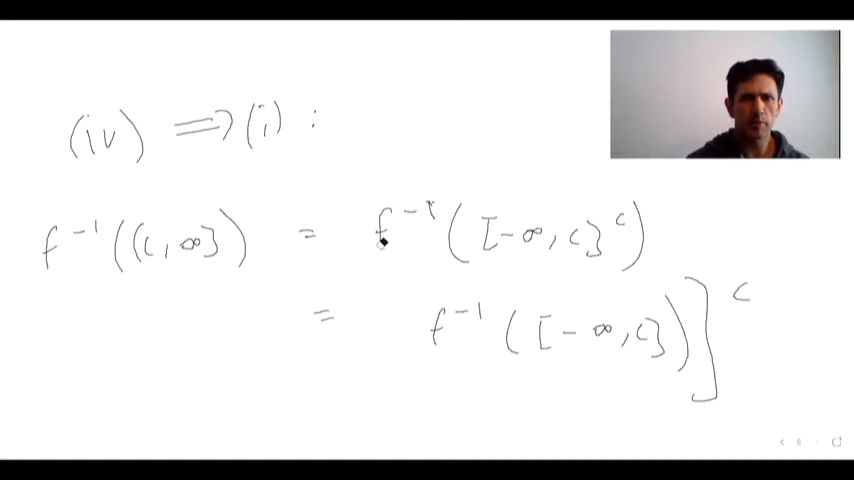 (iv) ⟹ (i) :
f⁻¹((c, ∞]) = f⁻¹([-∞, c]ᶜ)
= f⁻¹([-∞, c])]ᶜ